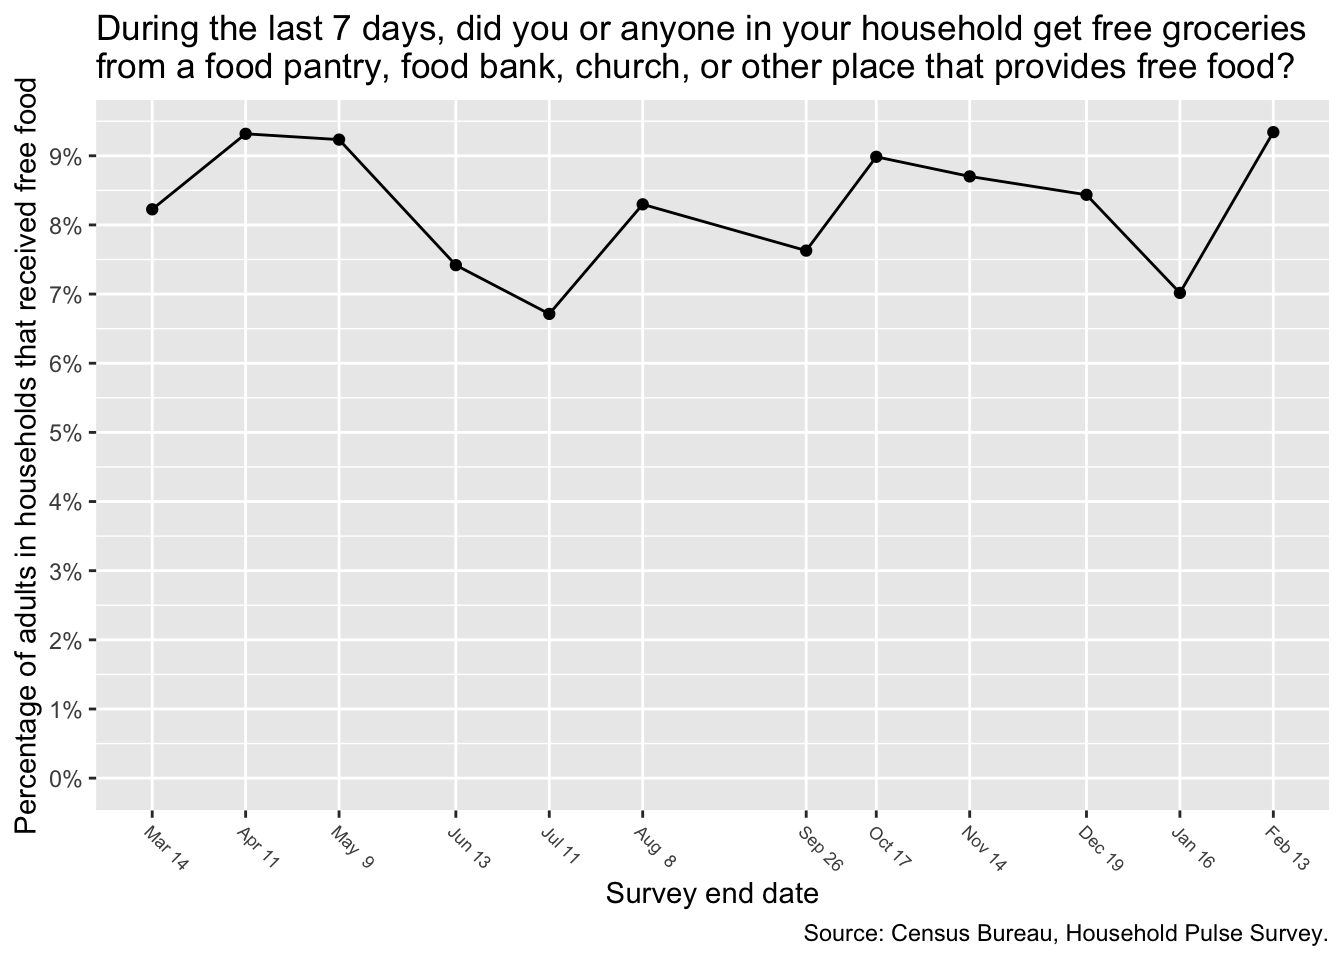 During the last 7 days, did you or anyone in your household get free groceries
from a food pantry, food bank, church, or other place that provides free food?
Percentage of adults in households that received free food
9%
8%
7%
6%
5%
4%
3%
2%
1%
0%
Mar 14
Apr 11
May 9
Jun 13
Jul 11
Aug 8
Sep 26
Oct 17
Nov 14
Dec 19
Jan 16
Feb 13
Survey end date
Source: Census Bureau, Household Pulse Survey.